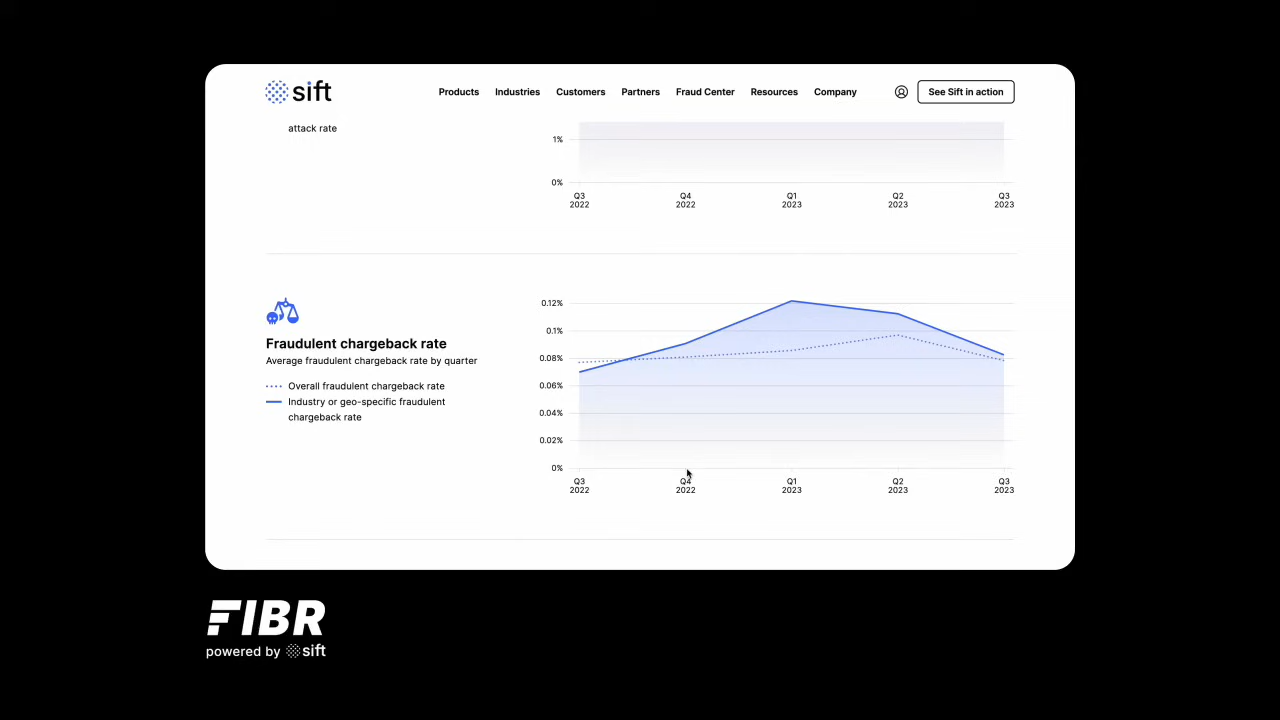 sift
Products Industries Customers Partners Fraud Center Resources Company See Sift in action
attack rate
1%
0%
Q3 2022
Q4 2022
Q1 2023
Q2 2023
Q3 2023
Fraudulent chargeback rate
Average fraudulent chargeback rate by quarter
Overall fraudulent chargeback rate
Industry or geo-specific fraudulent
chargeback rate
0.12%
0.1%
0.08%
0.06%
0.04%
0.02%
0%
Q3 2022
Q4 2022
Q1 2023
Q2 2023
Q3 2023
FIBR
powered by sift